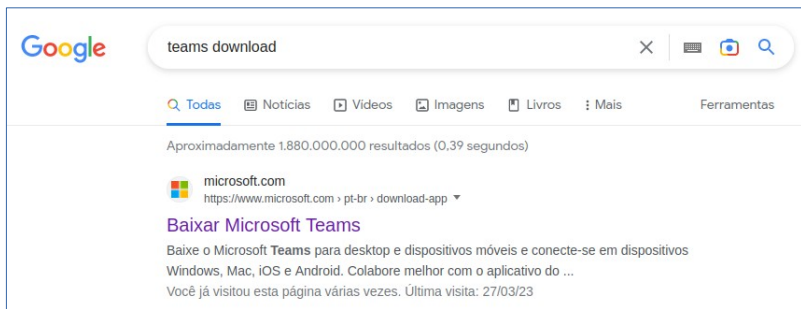 Google
teams download
Todas Notícias Vídeos Imagens Livros Mais Ferramentas
Aproximadamente 1.880.000.000 resultados (0,39 segundos)
microsoft.com
https://www.microsoft.com › pt-br › download-app
Baixar Microsoft Teams
Baixe o Microsoft Teams para desktop e dispositivos móveis e conecte-se em dispositivos
Windows, Mac, iOS e Android. Colabore melhor com o aplicativo do ...
Você já visitou esta página várias vezes. Última visita: 27/03/23